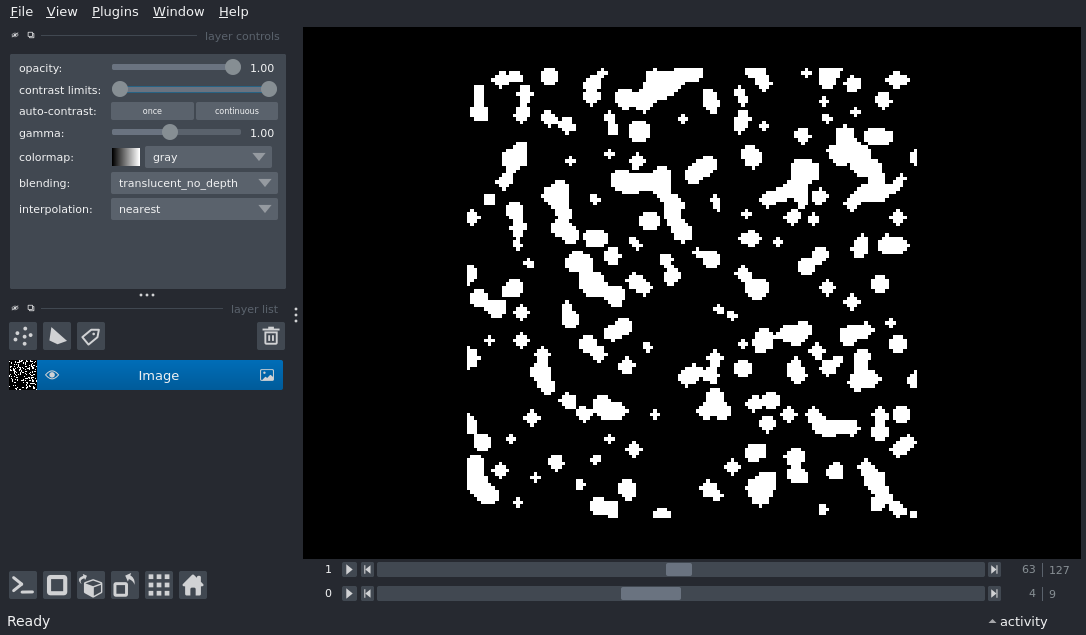 File View Plugins Window Help
layer controls
opacity: 1.00
contrast limits:
auto-contrast: once continuous
gamma: 1.00
colormap: gray
blending: translucent_no_depth
interpolation: nearest
layer list
Image
1 63 127
0 4 9
Ready activity